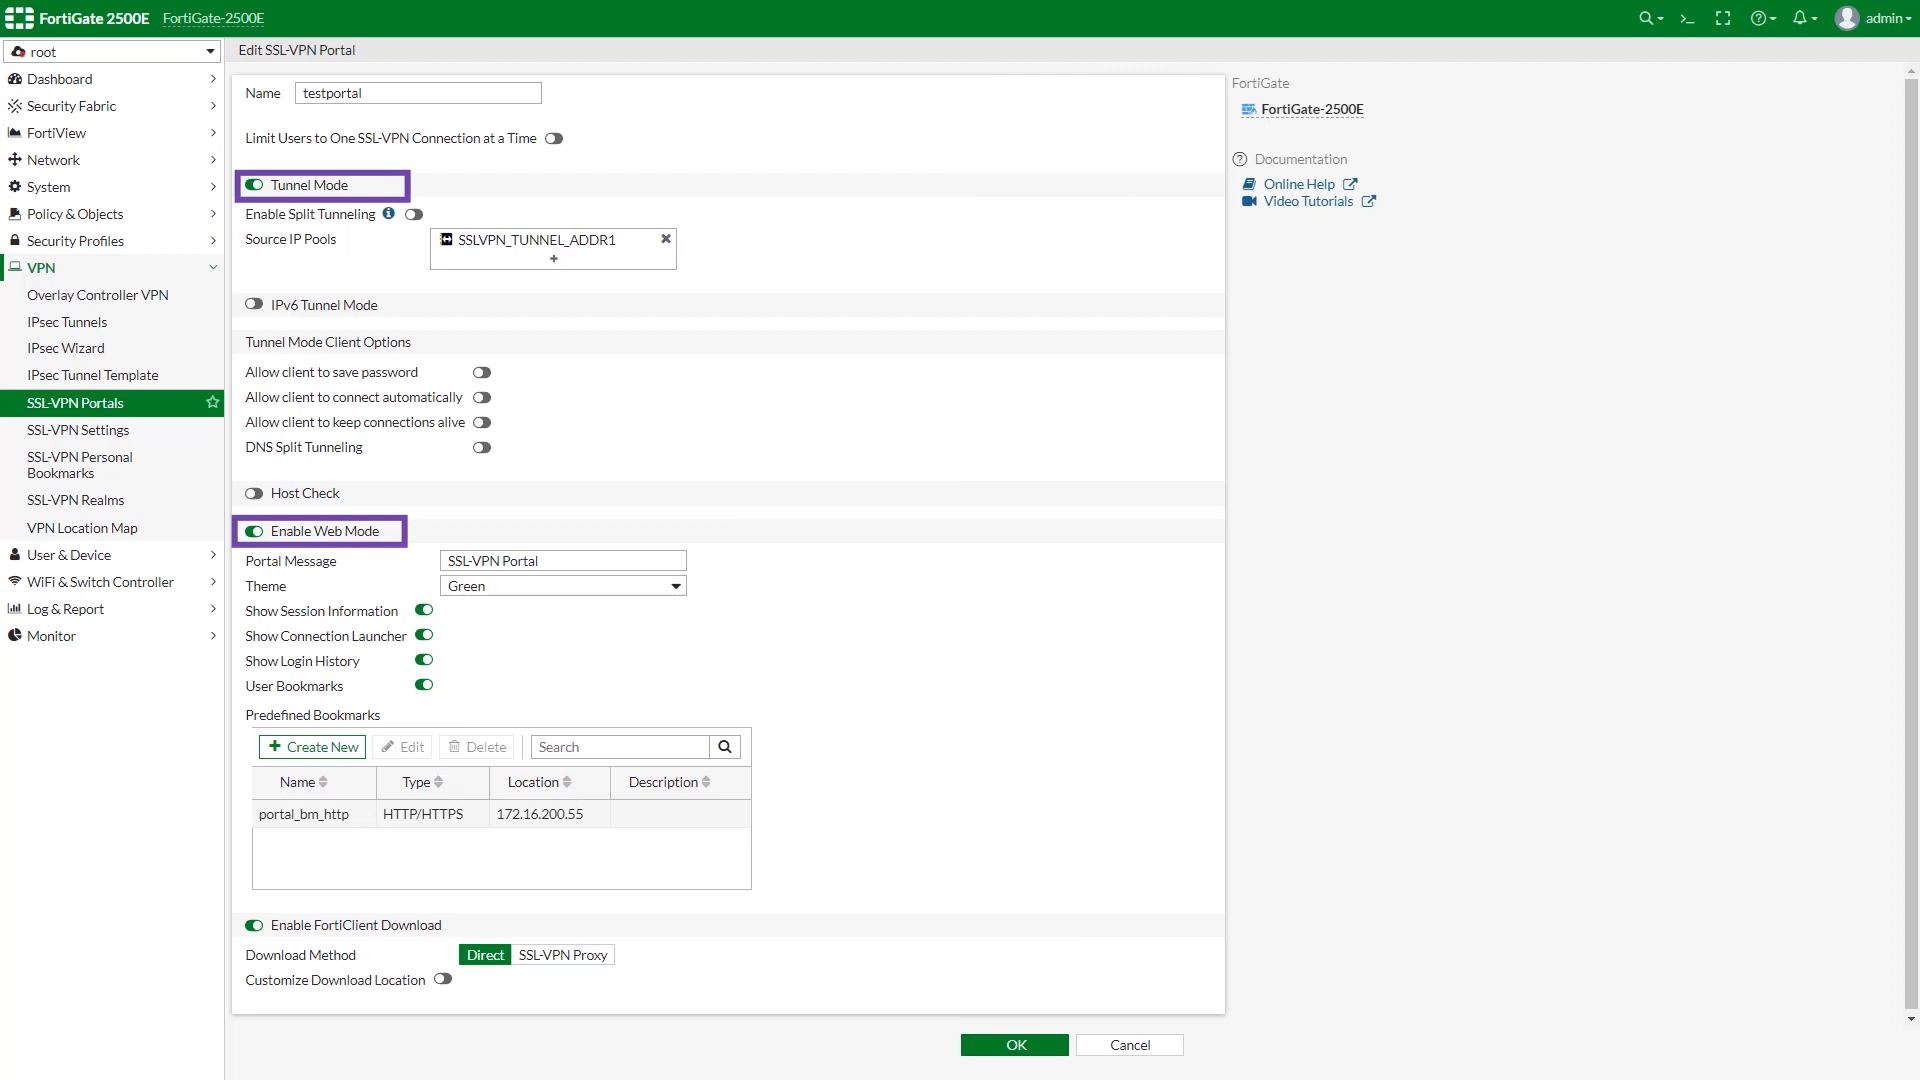 FortiGate 2500E FortiGate-2500E admin
root
Edit SSL-VPN Portal
Dashboard
Security Fabric
FortiView
Network
System
Policy & Objects
Security Profiles
VPN
Overlay Controller VPN
IPsec Tunnels
IPsec Wizard
IPsec Tunnel Template
SSL-VPN Portals
SSL-VPN Settings
SSL-VPN Personal
Bookmarks
SSL-VPN Realms
VPN Location Map
User & Device
WiFi & Switch Controller
Log & Report
Monitor
Name testportal
Limit Users to One SSL-VPN Connection at a Time
Tunnel Mode
Enable Split Tunneling
Source IP Pools SSLVPN_TUNNEL_ADDR1
+
IPv6 Tunnel Mode
Tunnel Mode Client Options
Allow client to save password
Allow client to connect automatically
Allow client to keep connections alive
DNS Split Tunneling
Host Check
Enable Web Mode
Portal Message SSL-VPN Portal
Theme Green
Show Session Information
Show Connection Launcher
Show Login History
User Bookmarks
Predefined Bookmarks
+ Create New Edit Delete Search
Name Type Location Description
portal_bm_http HTTP/HTTPS 172.16.200.55
Enable FortiClient Download
Download Method Direct SSL-VPN Proxy
Customize Download Location
OK Cancel
FortiGate
FortiGate-2500E
Documentation
Online Help
Video Tutorials